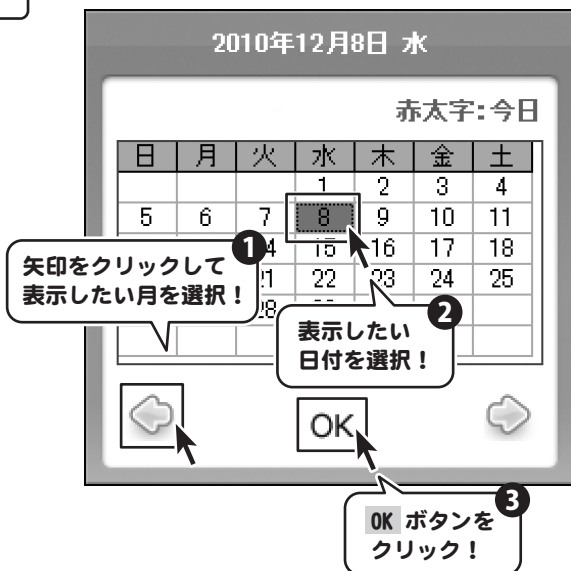 2010年12月8日 水
赤太字:今日
日 月 火 水 木 金 土
1 2 3 4
5 6 7 8 9 10 11
15 16 17 18
22 23 24 25
28
❶
矢印をクリックして
表示したい月を選択！
❷
表示したい
日付を選択！
OK
❸
OK ボタンを
クリック！